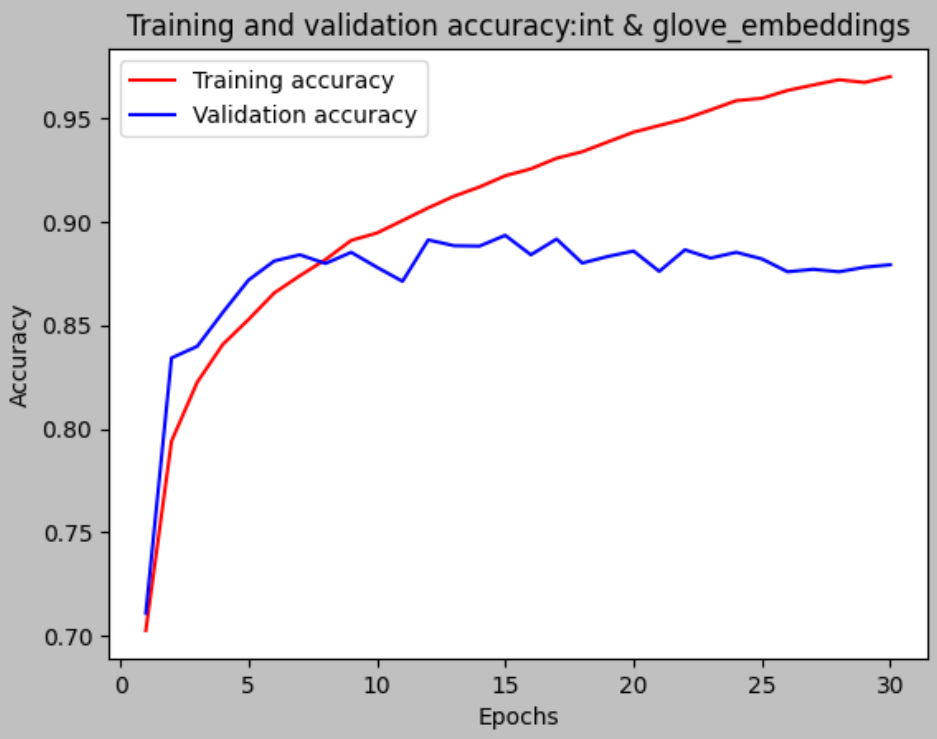 Training and validation accuracy:int & glove_embeddings
Training accuracy
Validation accuracy
Accuracy
0.95
0.90
0.85
0.80
0.75
0.70
0 5 10 15 20 25 30
Epochs